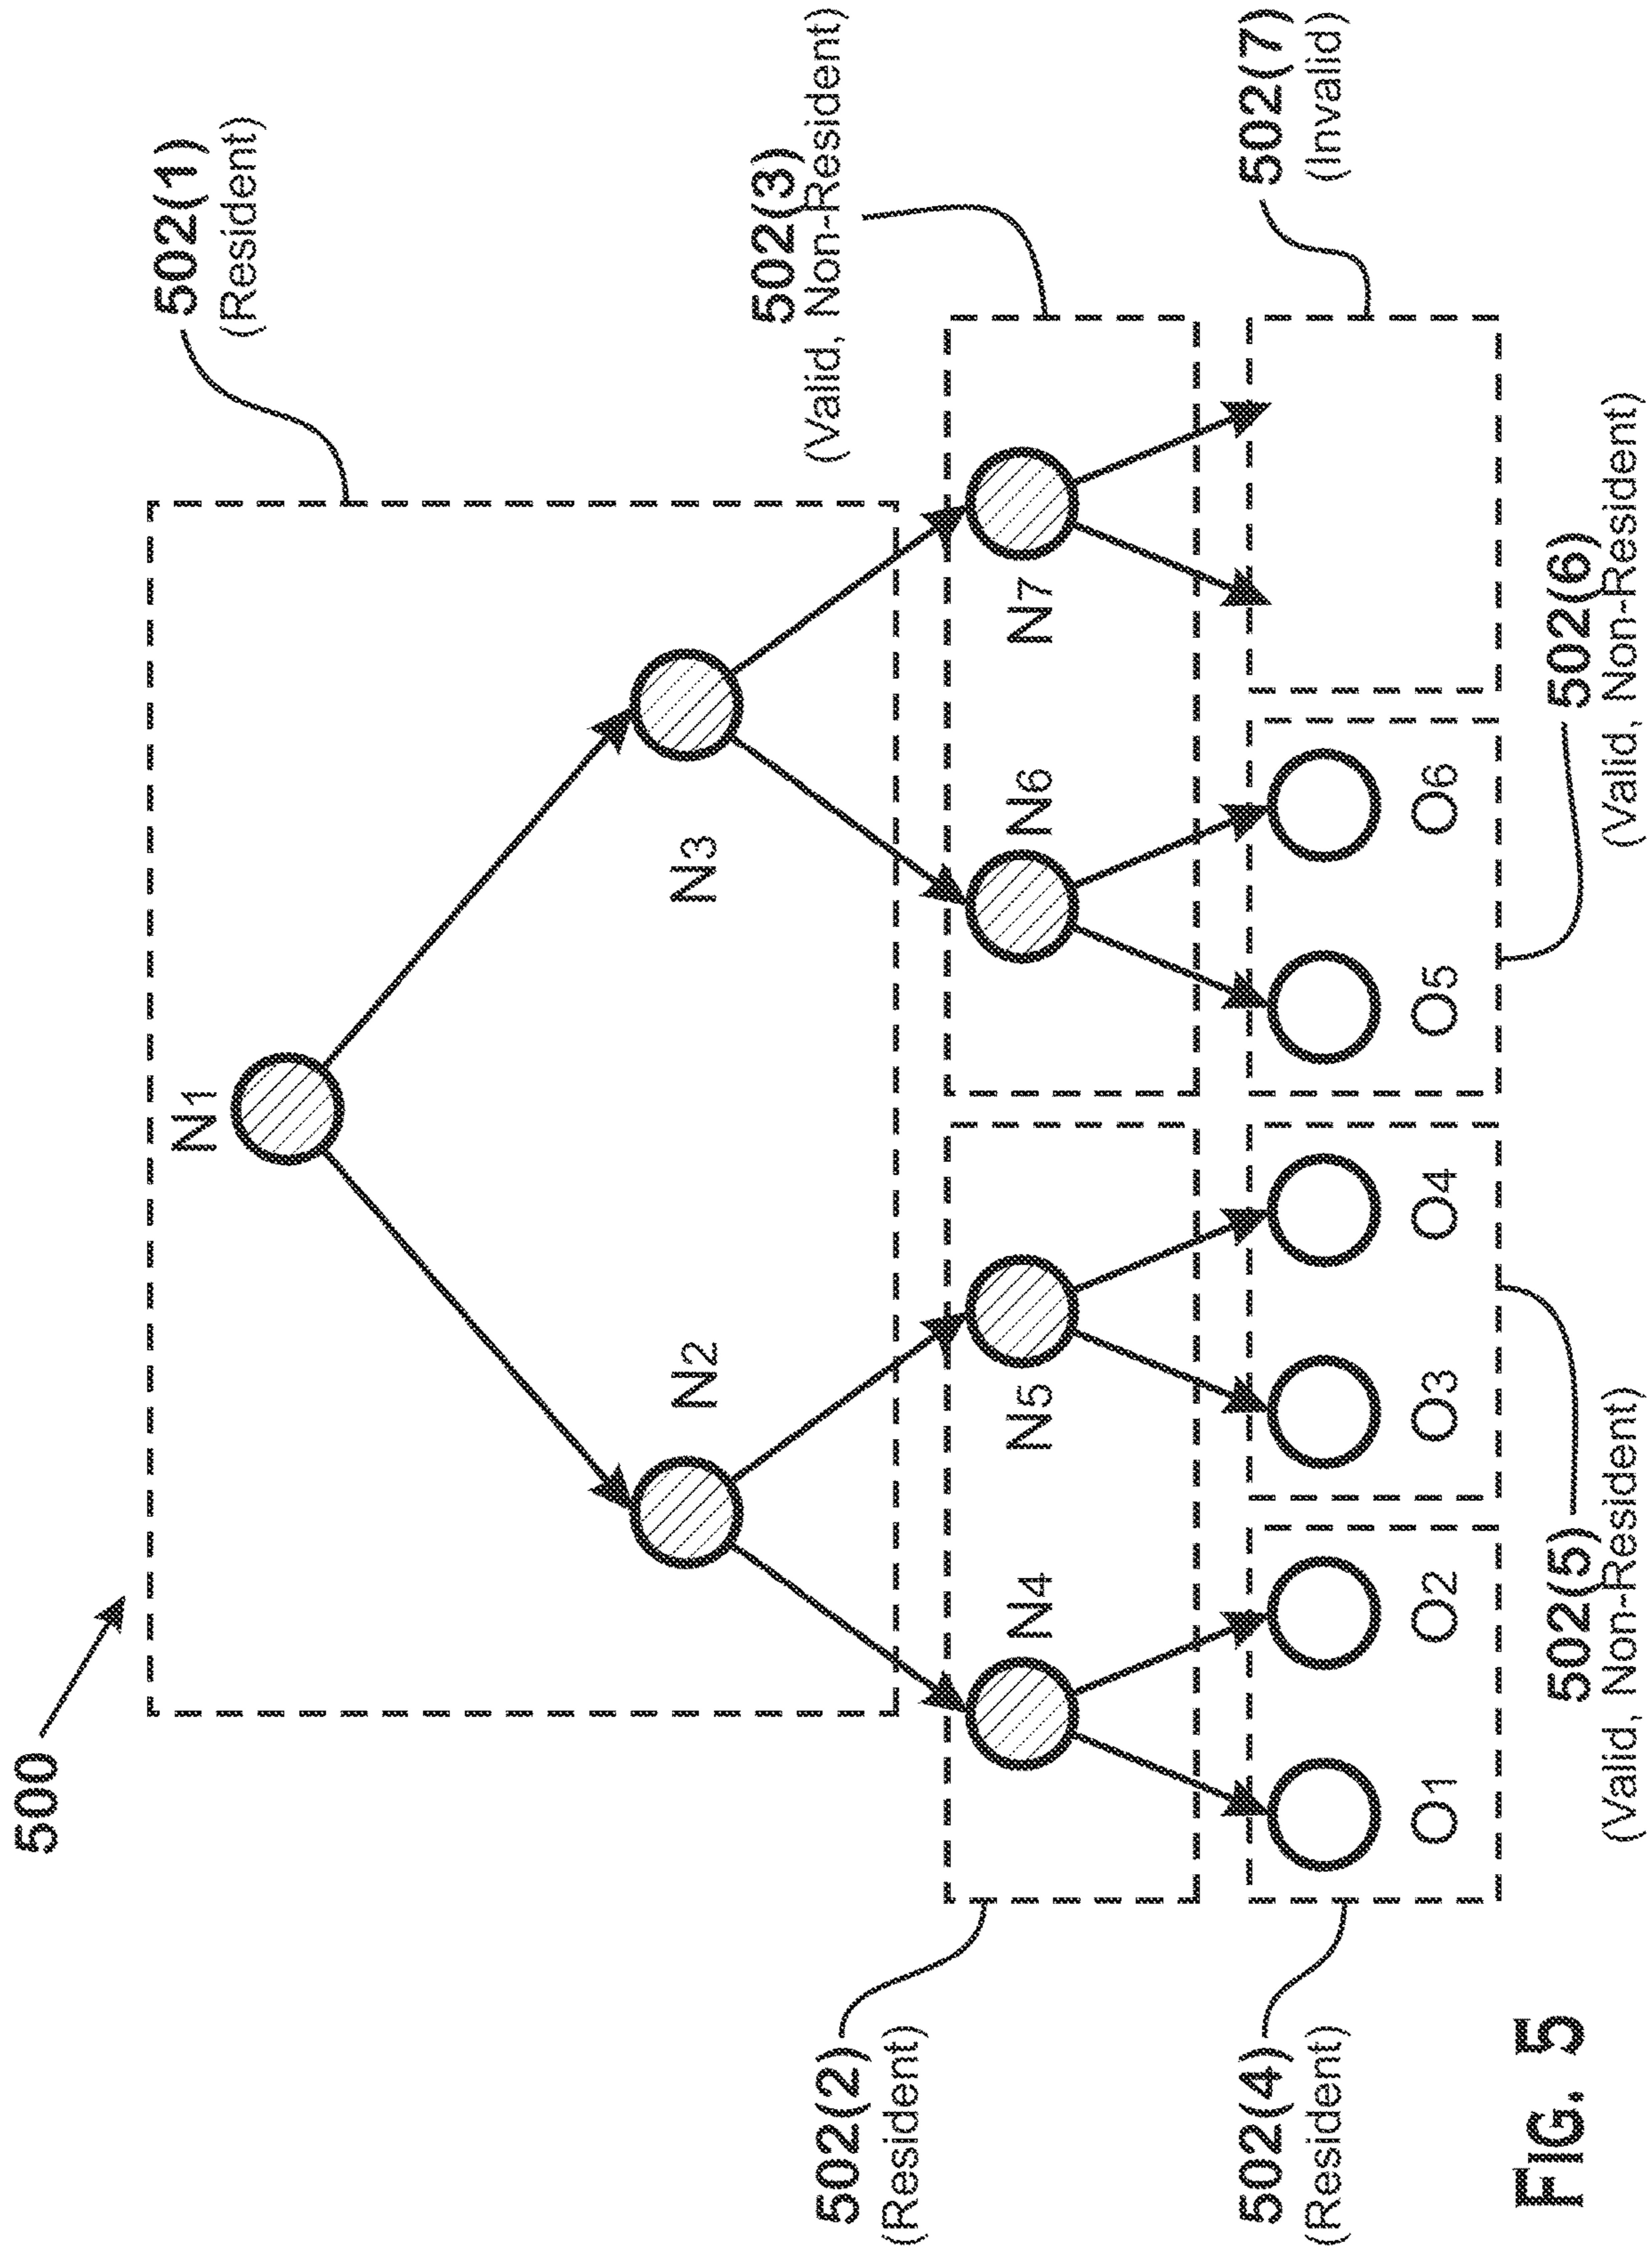 500
502(1)
(Resident)
N1
N2
N3
502(2)
(Resident)
502(3)
(Valid, Non-Resident)
N4
N5
N6
N7
502(4)
(Resident)
O1
O2
O3
O4
O5
O6
502(7)
(Invalid)
502(5)
(Valid, Non-Resident)
502(6)
(Valid, Non-Resident)
FIG. 5